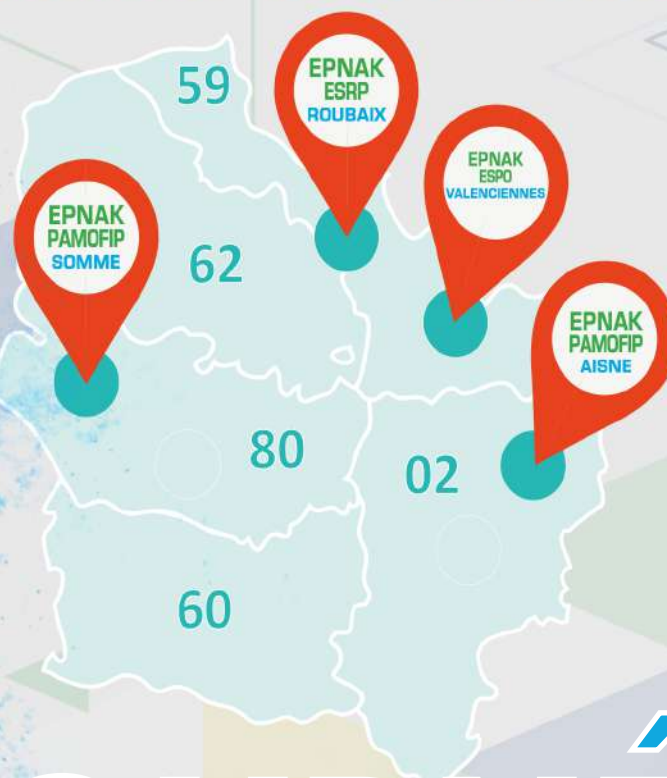 59
EPNAK
ESRP
ROUBAIX
EPNAK
ESPO
VALENCIENNES
EPNAK
PAMOFIP
SOMME
62
EPNAK
PAMOFIP
AISNE
80
02
60